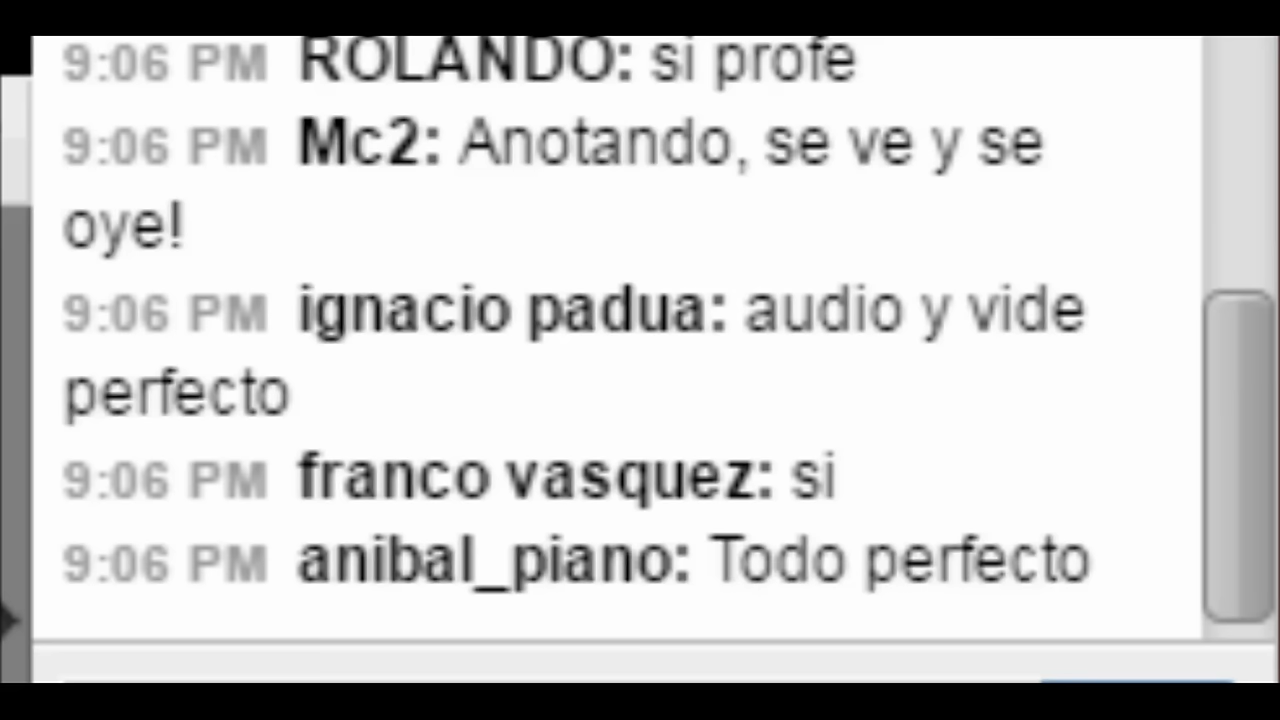 9:06 PM ROLANDO: si profe
9:06 PM Mc2: Anotando, se ve y se
oye!
9:06 PM ignacio padua: audio y vide
perfecto
9:06 PM franco vasquez: si
9:06 PM anibal_piano: Todo perfecto